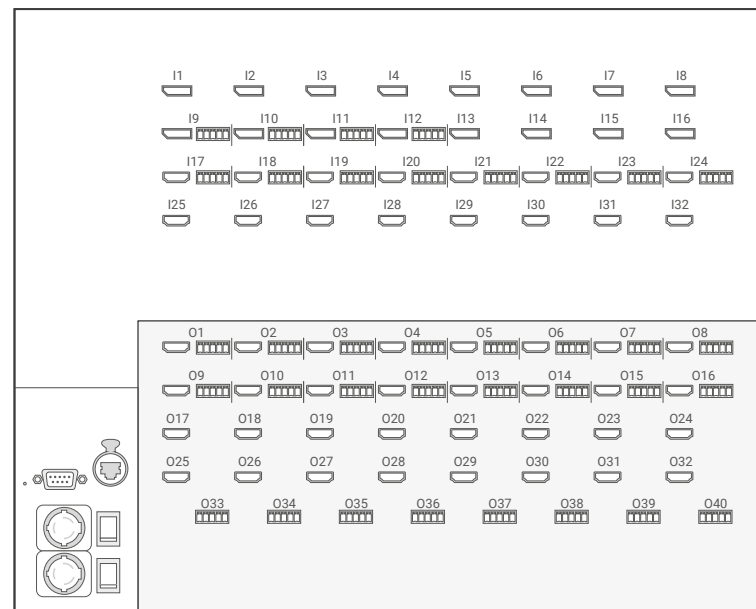 I1 I2 I3 I4 I5 I6 I7 I8
I9 I10 I11 I12 I13 I14 I15 I16
I17 I18 I19 I20 I21 I22 I23 I24
I25 I26 I27 I28 I29 I30 I31 I32
O1 O2 O3 O4 O5 O6 O7 O8
O9 O10 O11 O12 O13 O14 O15 O16
O17 O18 O19 O20 O21 O22 O23 O24
O25 O26 O27 O28 O29 O30 O31 O32
O33 O34 O35 O36 O37 O38 O39 O40